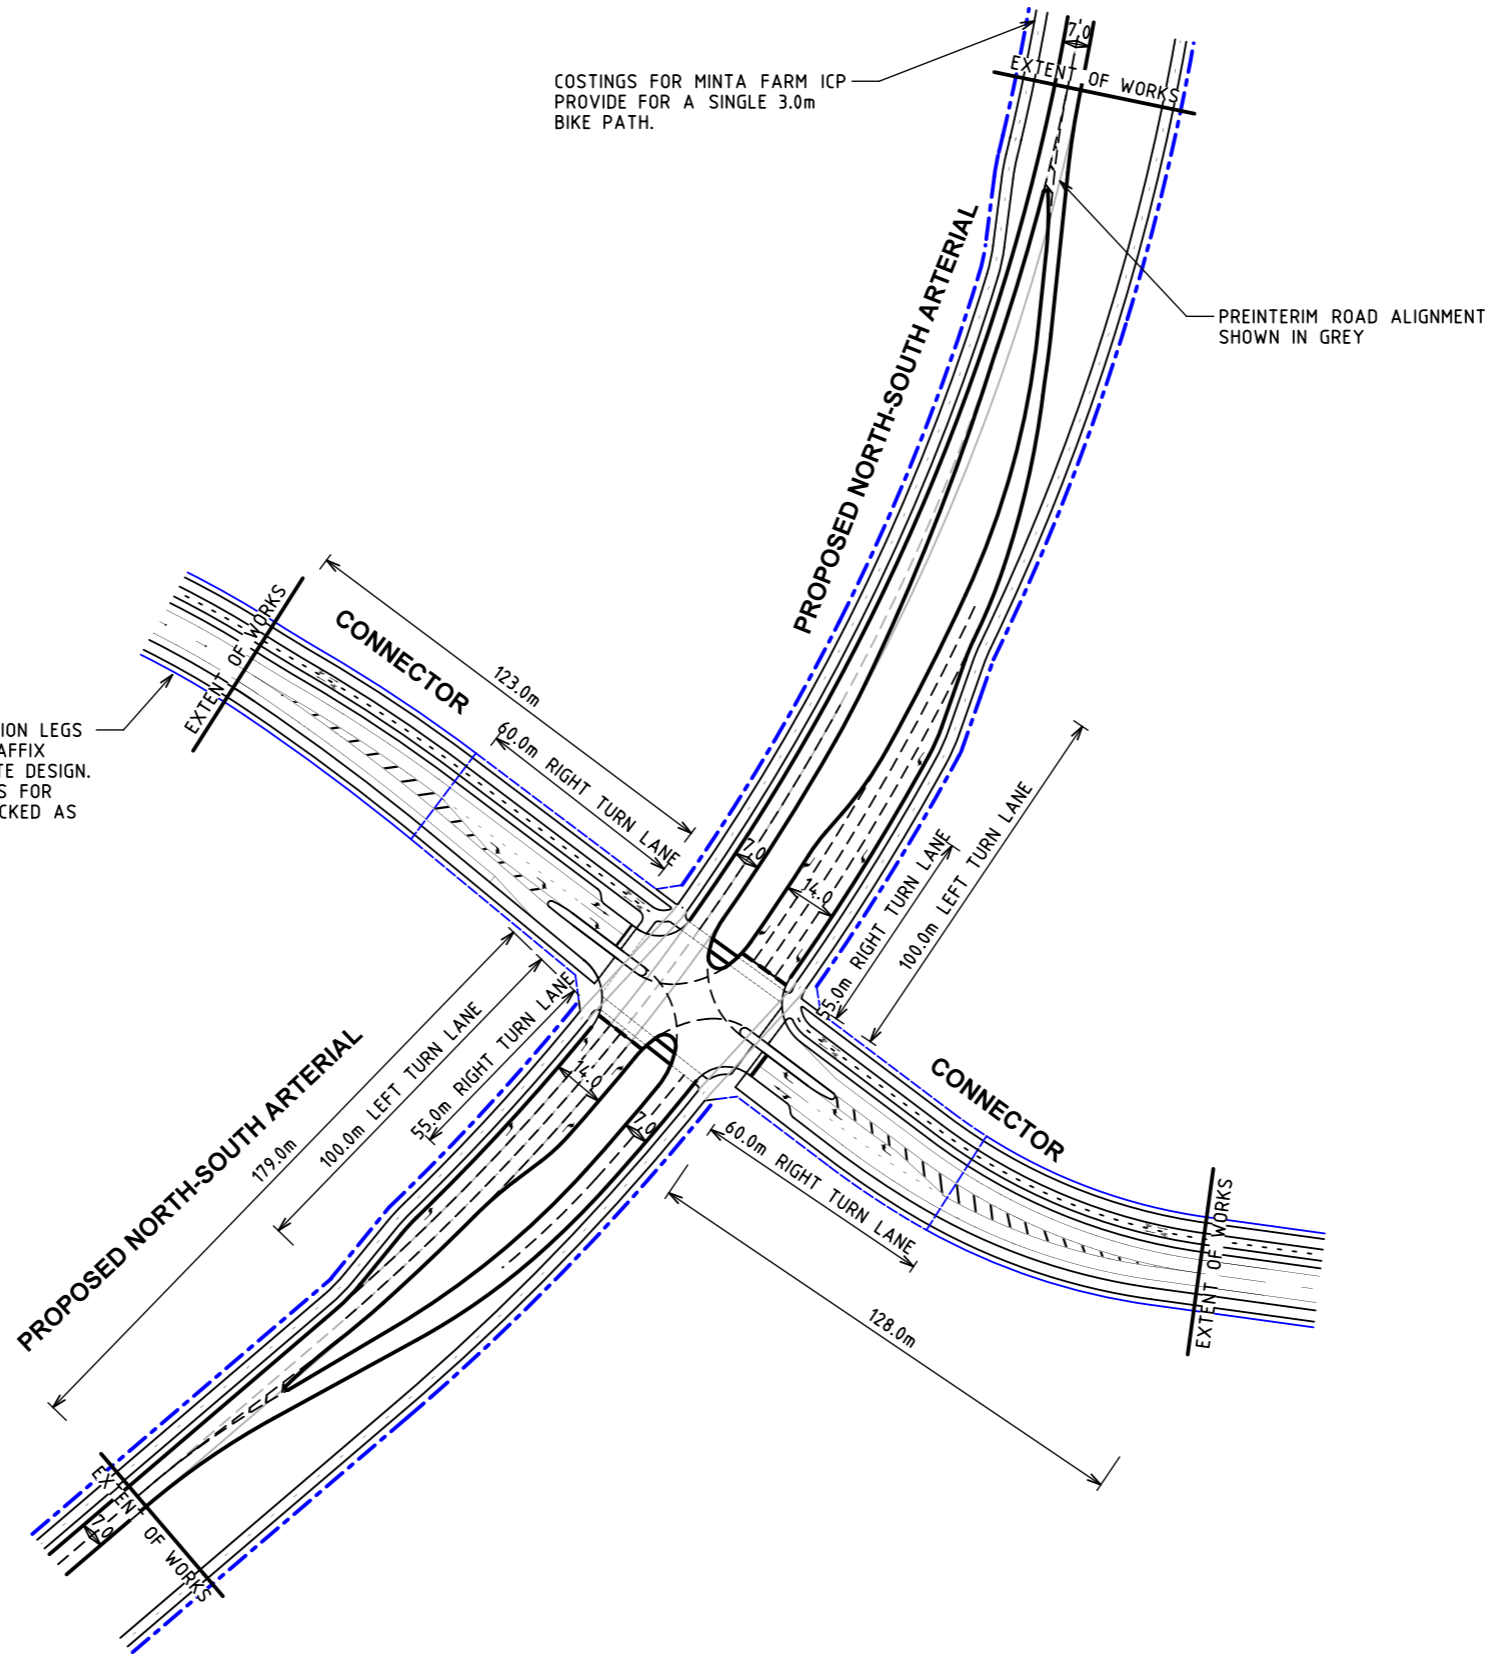 7.0
EXTENT OF WORKS
COSTINGS FOR MINTA FARM ICP
PROVIDE FOR A SINGLE 3.0m
BIKE PATH.
PROPOSED NORTH-SOUTH ARTERIAL
PREINTERIM ROAD ALIGNMENT
SHOWN IN GREY
EXTENT OF WORKS
CONNECTOR
123.0m
60.0m RIGHT TURN LANE
ION LEGS
AFFIX
TE DESIGN.
S FOR
CKED AS
7.0
14.0
55.0m RIGHT TURN LANE
100.0m LEFT TURN LANE
PROPOSED NORTH-SOUTH ARTERIAL
179.0m
100.0m LEFT TURN LANE
55.0m RIGHT TURN LANE
14.0
7.0
CONNECTOR
60.0m RIGHT TURN LANE
128.0m
EXTENT OF WORKS
7.0
EXTENT OF WORKS